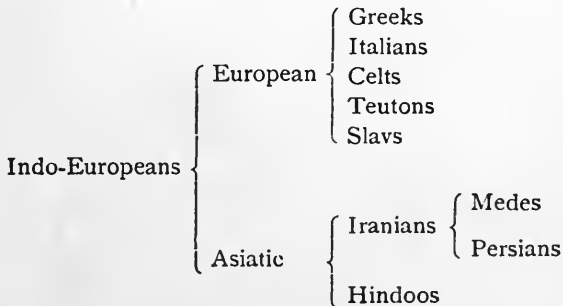 Greeks
Italians
European Celts
Teutons
Slavs
Indo-Europeans
Medes
Iranians
Persians
Asiatic
Hindoos